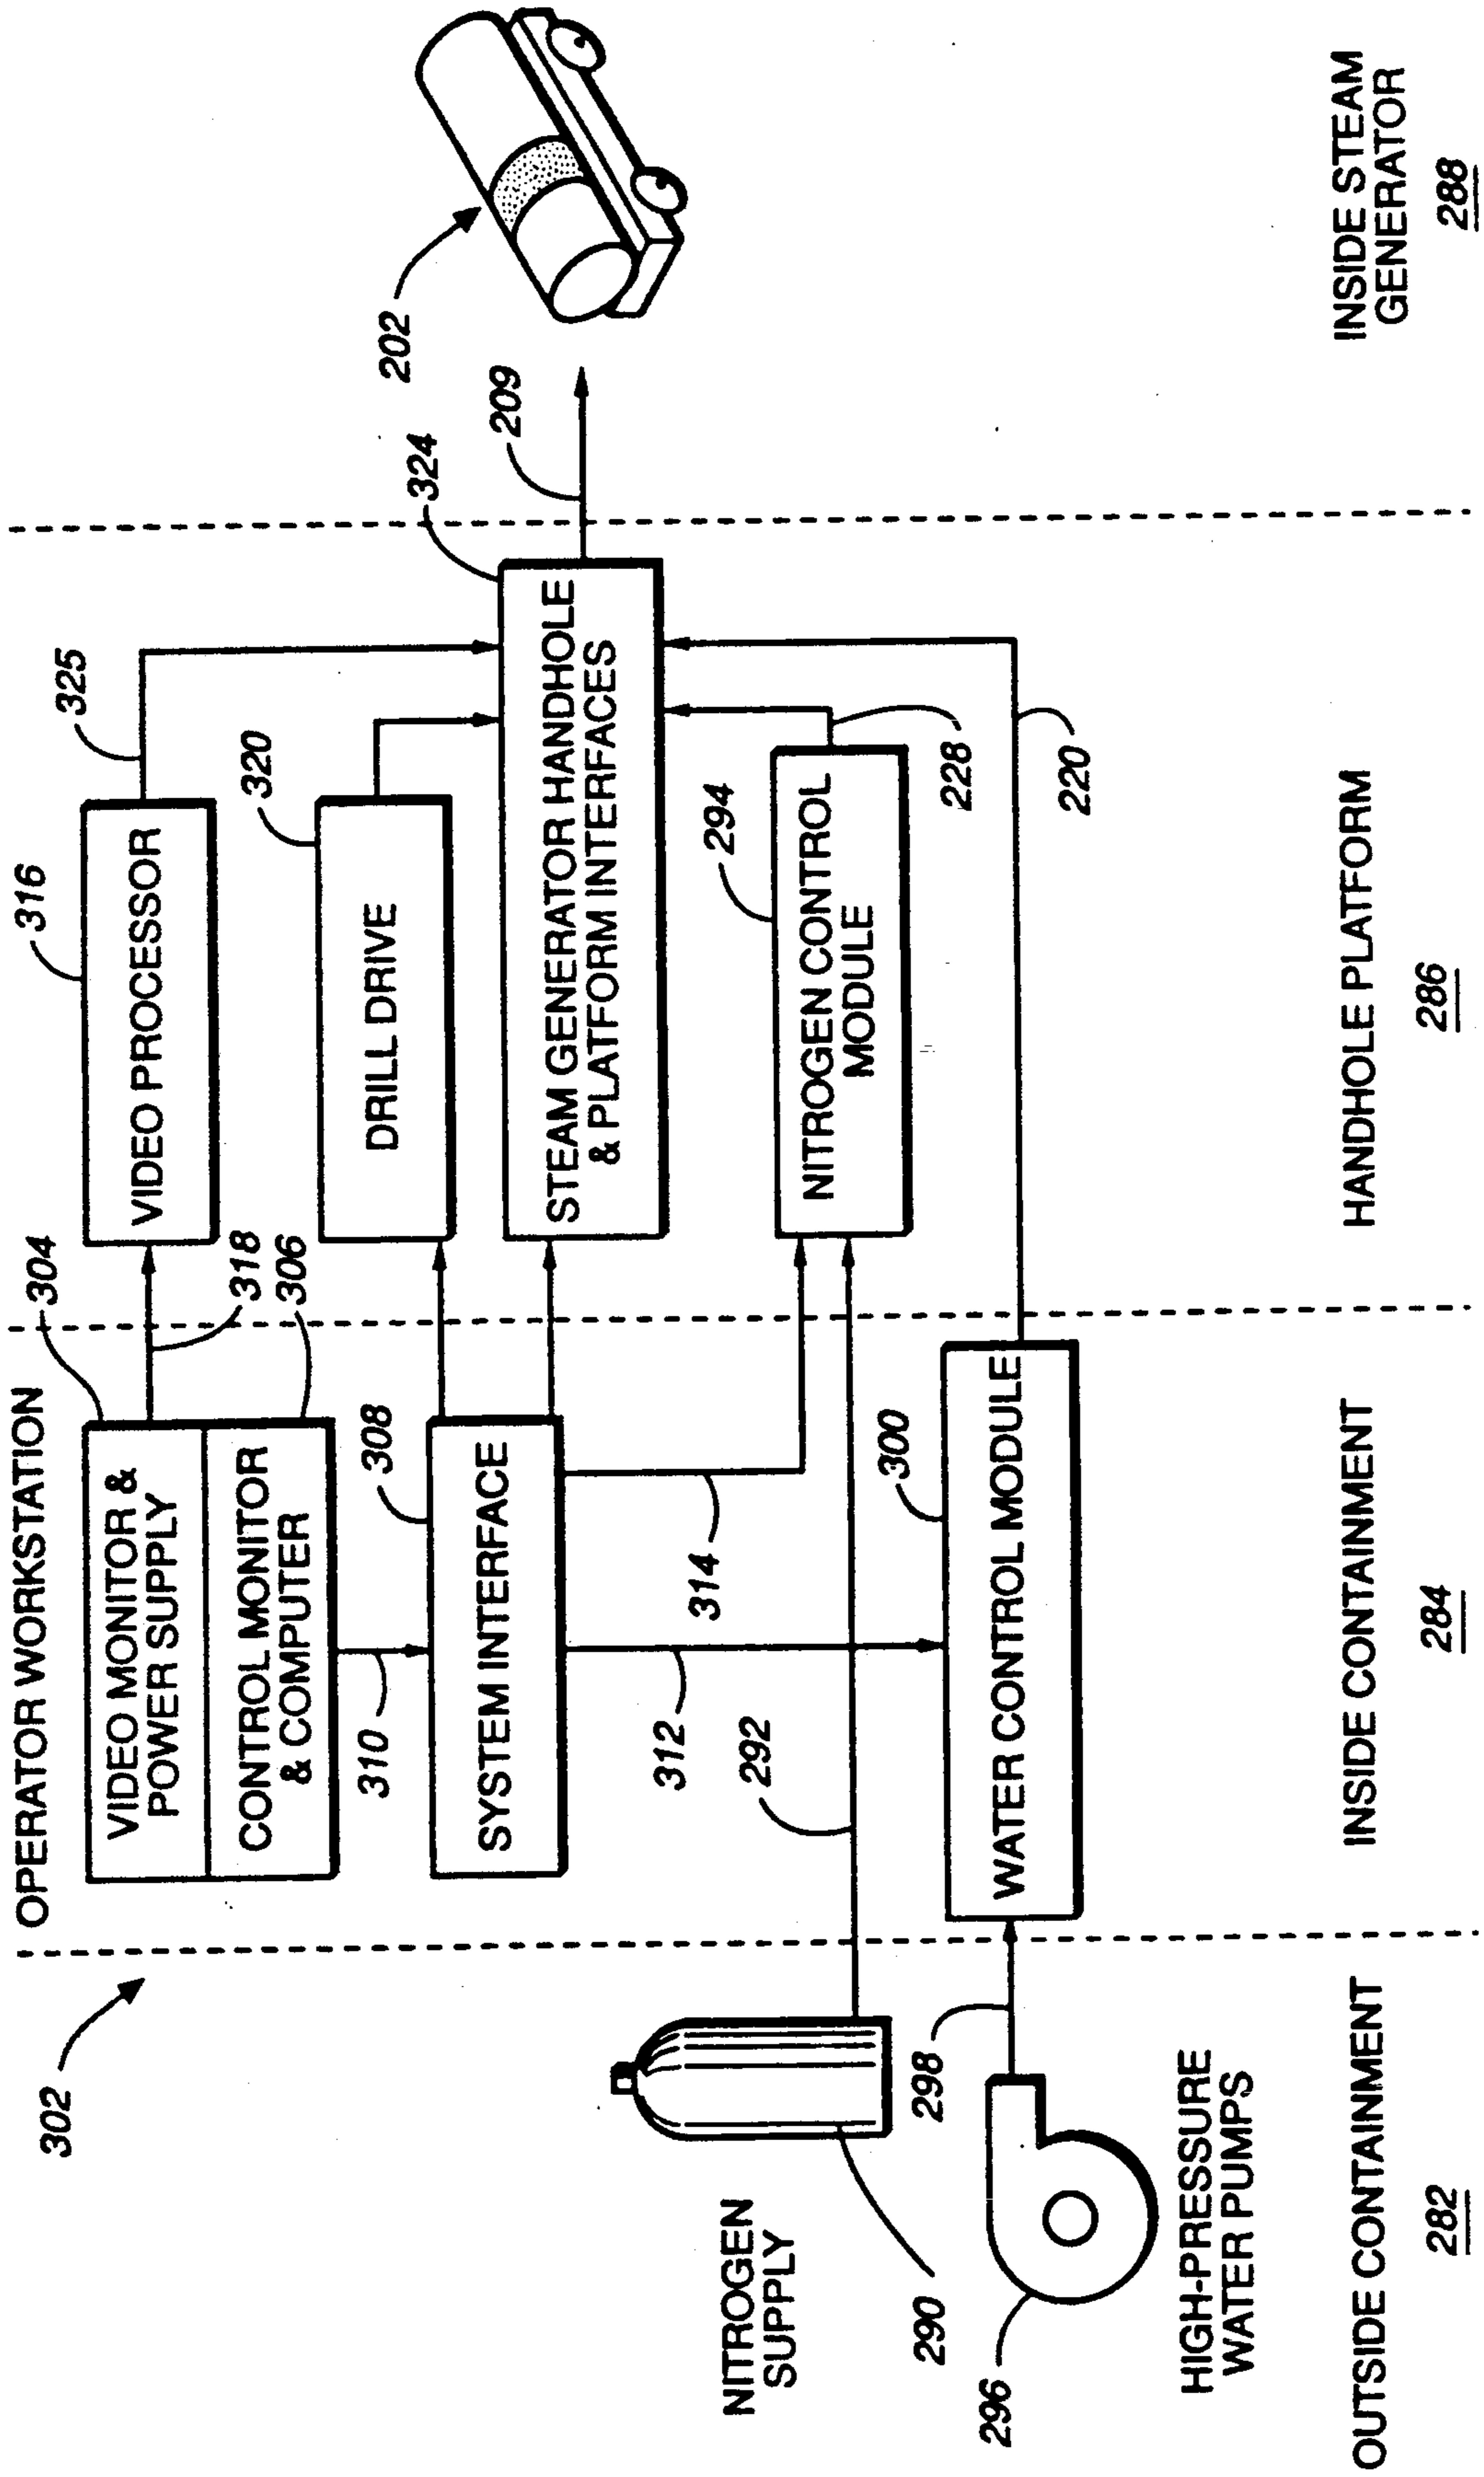 302
OPERATOR WORKSTATION
304
VIDEO MONITOR &
POWER SUPPLY
318
CONTROL MONITOR
& COMPUTER
306
310
308
SYSTEM INTERFACE
312
314
292
300
WATER CONTROL MODULE
316
VIDEO PROCESSOR
325
320
DRILL DRIVE
324
STEAM GENERATOR HANDHOLE
& PLATFORM INTERFACES
294
NITROGEN CONTROL
MODULE
228
220
202
209
NITROGEN
SUPPLY
290
298
296
HIGH-PRESSURE
WATER PUMPS
OUTSIDE CONTAINMENT
282
INSIDE CONTAINMENT
284
HANDHOLE PLATFORM
286
INSIDE STEAM
GENERATOR
288